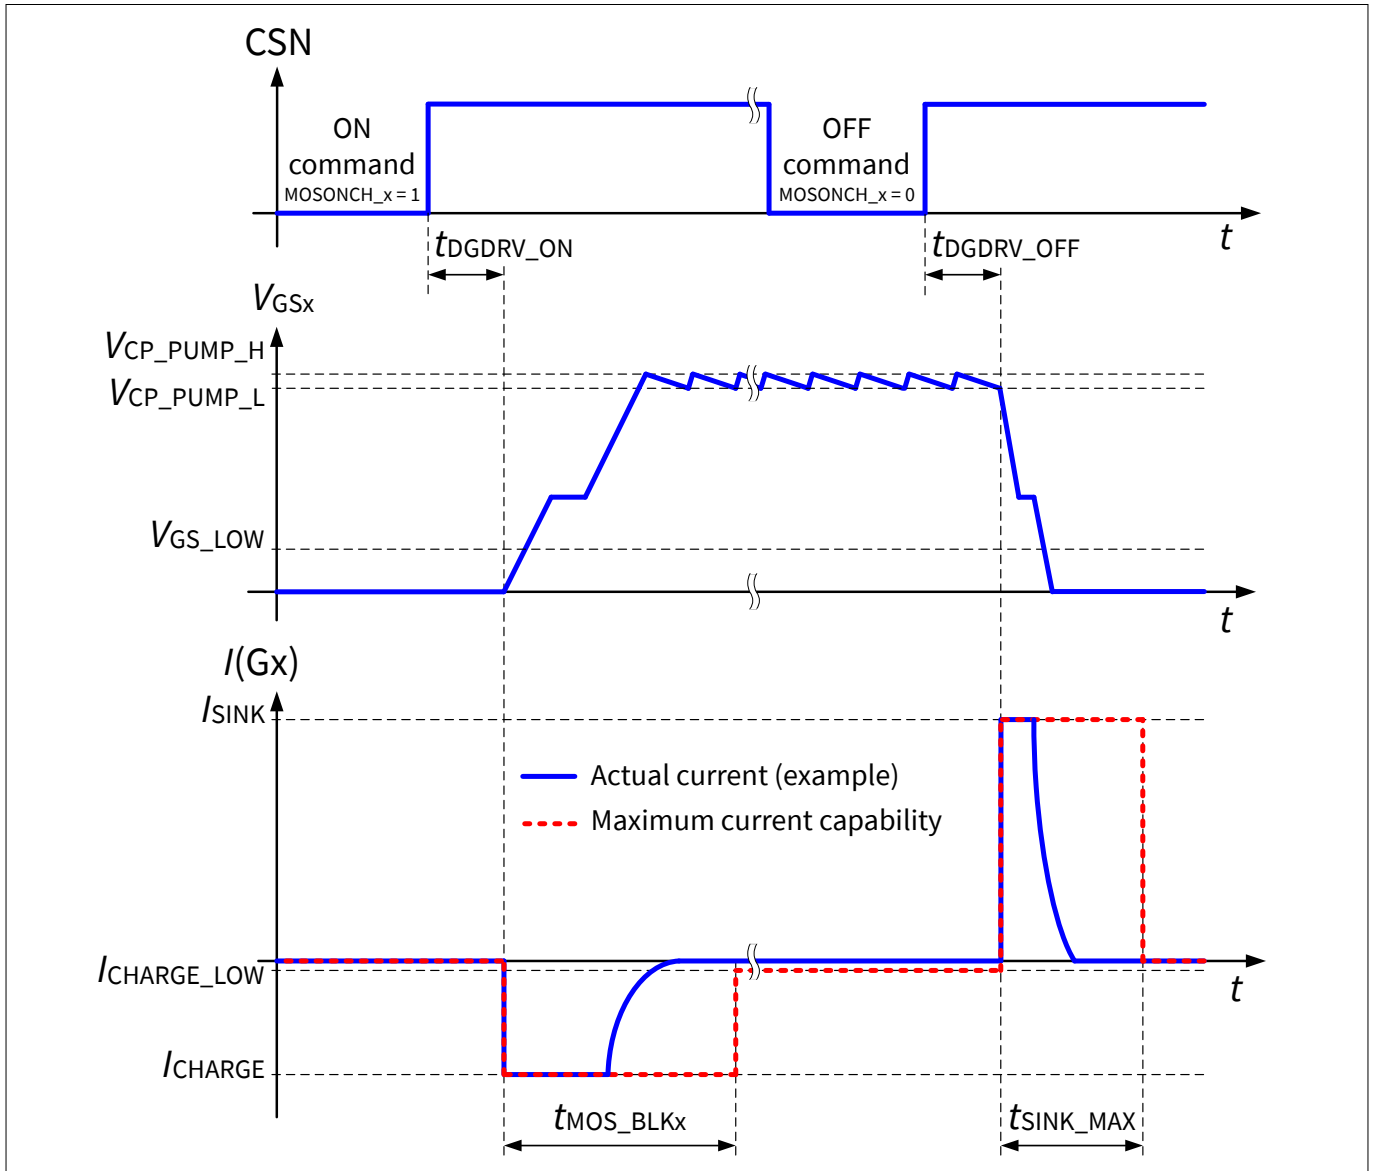 CSN
ON
command
MOSONCH_x = 1
OFF
command
MOSONCH_x = 0
t
tDGDRV_ON
tDGDRV_OFF
VGSx
VCP_PUMP_H
VCP_PUMP_L
VGS_LOW
t
I(Gx)
ISINK
Actual current (example)
Maximum current capability
ICHARGE_LOW
t
ICHARGE
tMOS_BLKx
tSINK_MAX